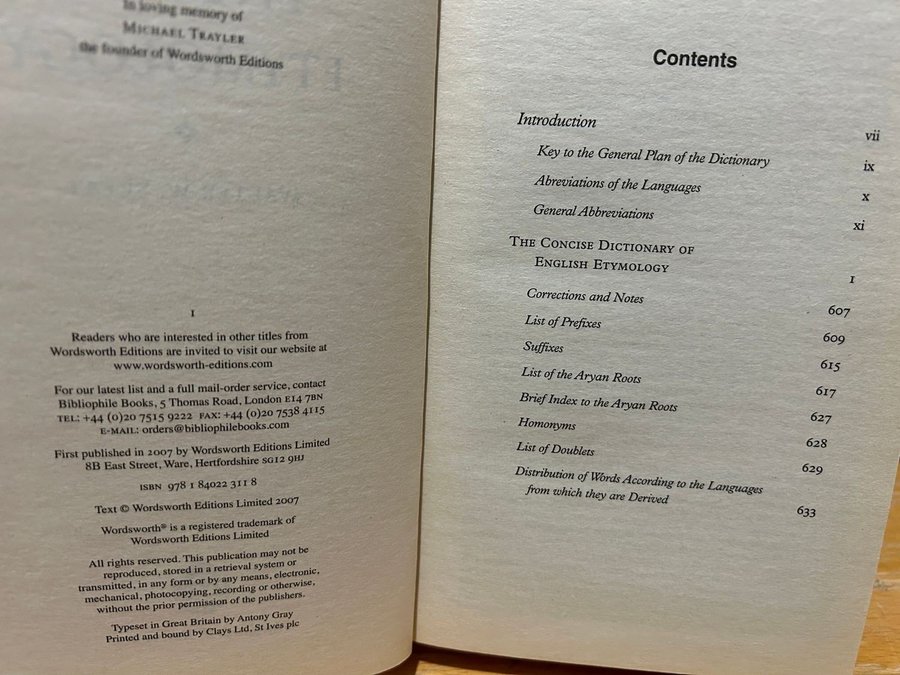 In loving memory of
MICHAEL TRAYLER
the founder of Wordsworth Editions
1
Readers who are interested in other titles from
Wordsworth Editions are invited to visit our website at
www.wordsworth-editions.com
For our latest list and a full mail-order service, contact
Bibliophile Books, 5 Thomas Road, London E14 7BN
TEL: +44 (0)20 7515 9222 FAX: +44 (0)20 7538 4115
E-MAIL: orders@bibliophilebooks.com
First published in 2007 by Wordsworth Editions Limited
8B East Street, Ware, Hertfordshire SG12 9HJ
ISBN 978 1 84022 311 8
Text © Wordsworth Editions Limited 2007
Wordsworth® is a registered trademark of
Wordsworth Editions Limited
All rights reserved. This publication may not be
reproduced, stored in a retrieval system or
transmitted, in any form or by any means, electronic,
mechanical, photocopying, recording or otherwise,
without the prior permission of the publishers.
Typeset in Great Britain by Antony Gray
Printed and bound by Clays Ltd, St Ives plc
Contents
Introduction vii
Key to the General Plan of the Dictionary ix
Abreviations of the Languages x
General Abbreviations xi
THE CONCISE DICTIONARY OF
ENGLISH ETYMOLOGY 1
Corrections and Notes 607
List of Prefixes 609
Suffixes 615
List of the Aryan Roots 617
Brief Index to the Aryan Roots 627
Homonyms 628
List of Doublets 629
Distribution of Words According to the Languages
from which they are Derived 633